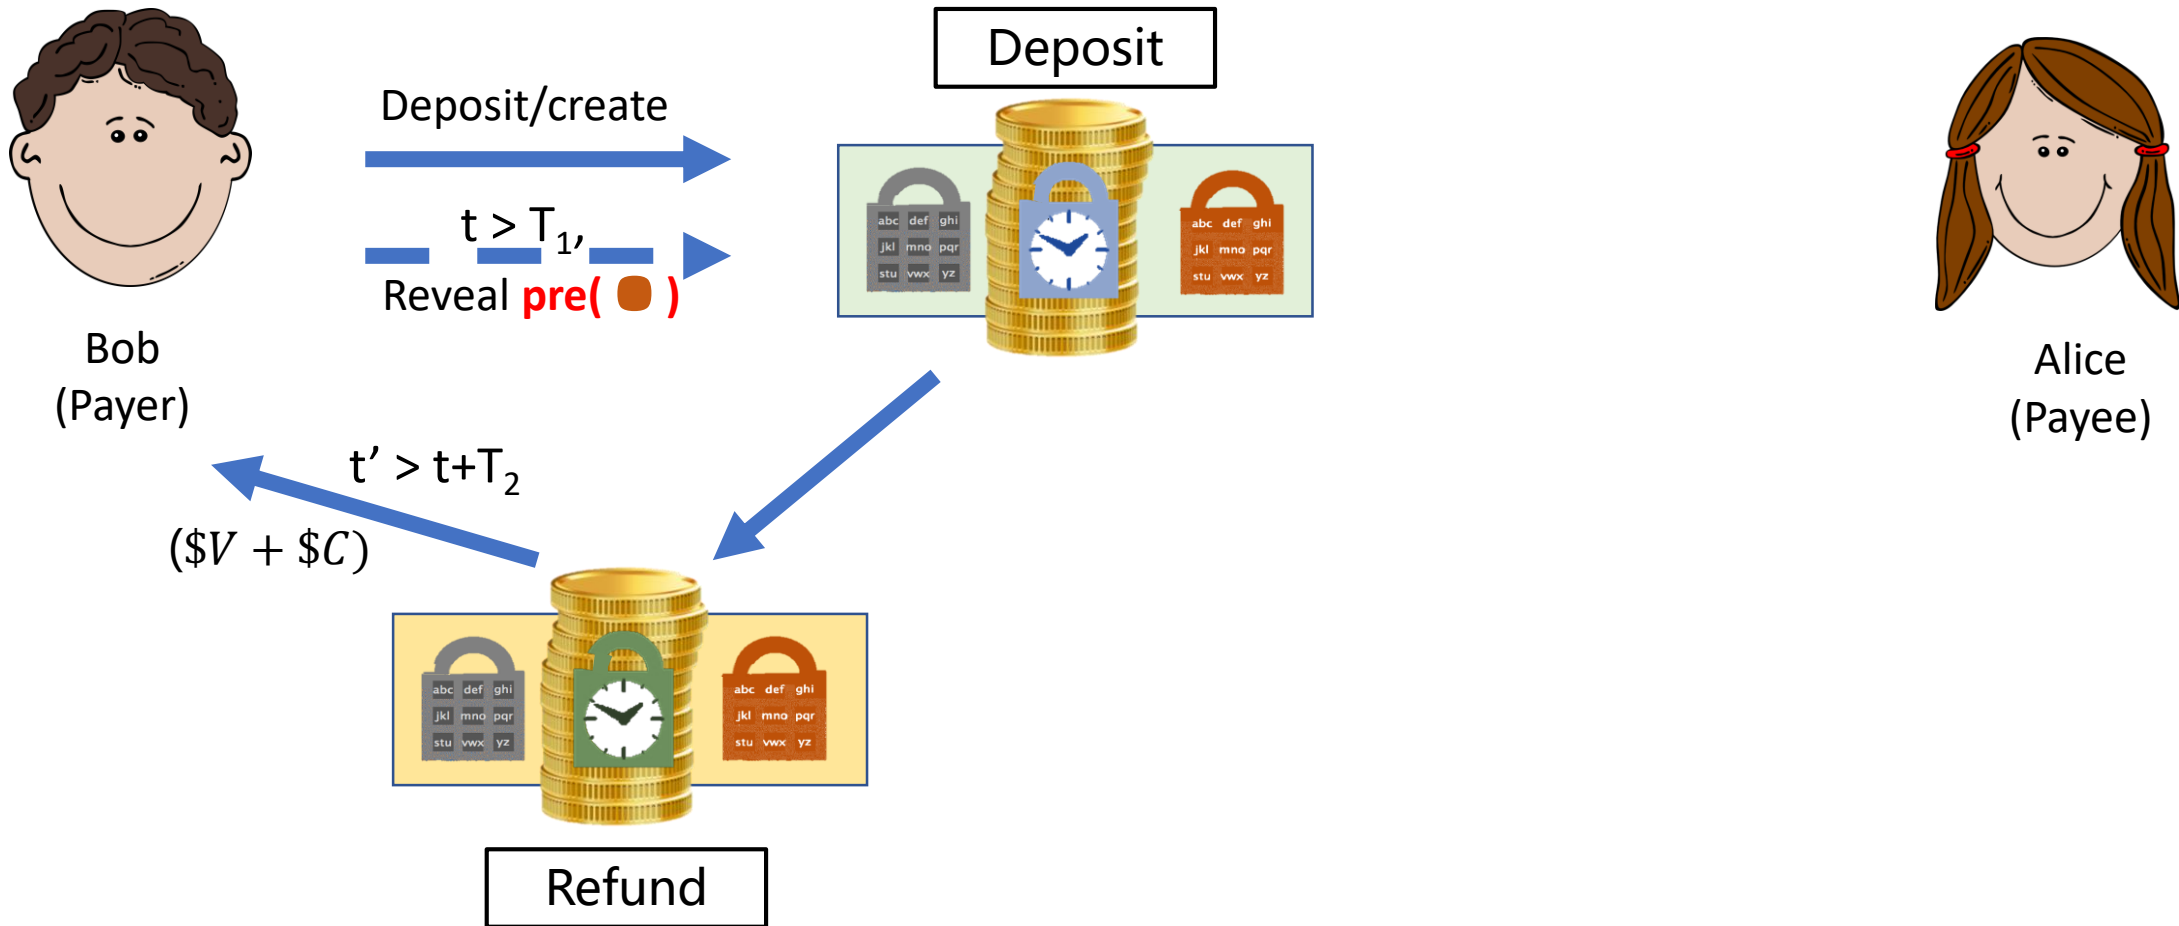 Deposit
Deposit/create
t > T₁,
Reveal pre( )
abc def ghi
jkl mno pqr
stu vwx yz
abc def ghi
jkl mno pqr
stu vwx yz
Bob
(Payer)
Alice
(Payee)
t’ > t+T₂
($V + $C)
abc def ghi
jkl mno pqr
stu vwx yz
abc def ghi
jkl mno pqr
stu vwx yz
Refund